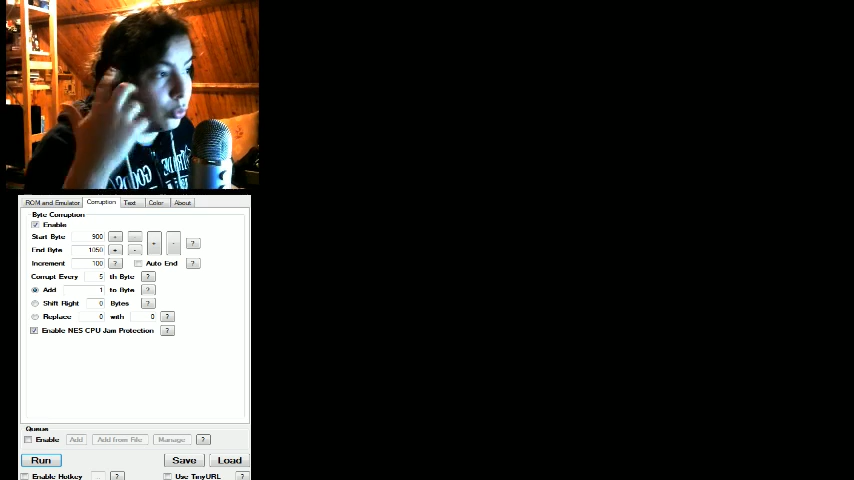 ROM and Emulator Corruption Text Color About
Byte Corruption
Enable
Start Byte 900 + - + - ?
End Byte 1050 + -
Increment 100 ? Auto End ?
Corrupt Every 5 th Byte ?
Add 1 to Byte ?
Shift Right 0 Bytes ?
Replace 0 with 0 ?
Enable NES CPU Jam Protection ?
Queue
Enable Add Add from File Manage ?
Run Save Load
Enable Hotkey ... ? Use TinyURL ?